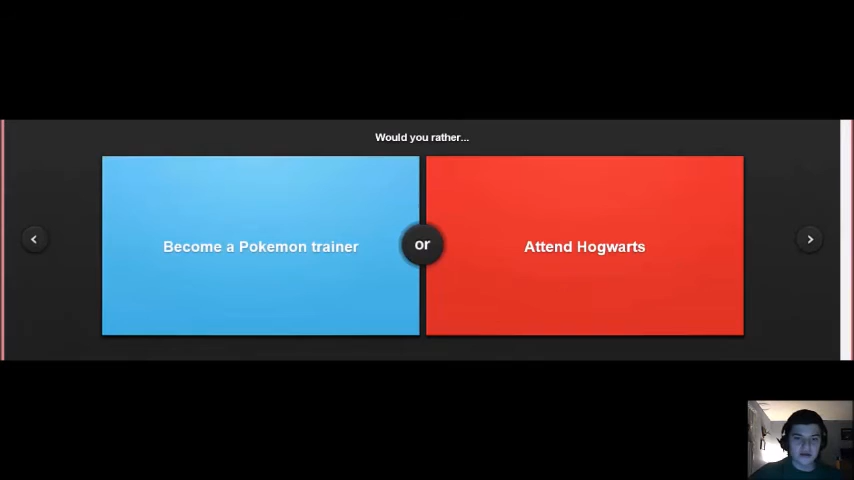 Would you rather...
Become a Pokemon trainer
or
Attend Hogwarts